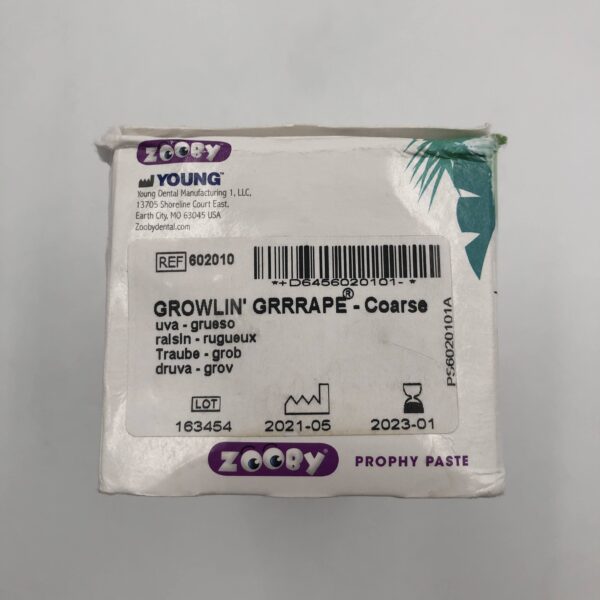 ZOOBY
YOUNG™
Young Dental Manufacturing 1, LLC,
13705 Shoreline Court East,
Earth City, MO 63045 USA
Zoobydental.com
REF 602010
*+D6456020101-*
GROWLIN' GRRRAPE® - Coarse
uva - grueso
raisin - rugueux
Traube - grob
druva - grov
LOT
163454 2021-05 2023-01
PS6020101A
ZOOBY® PROPHY PASTE